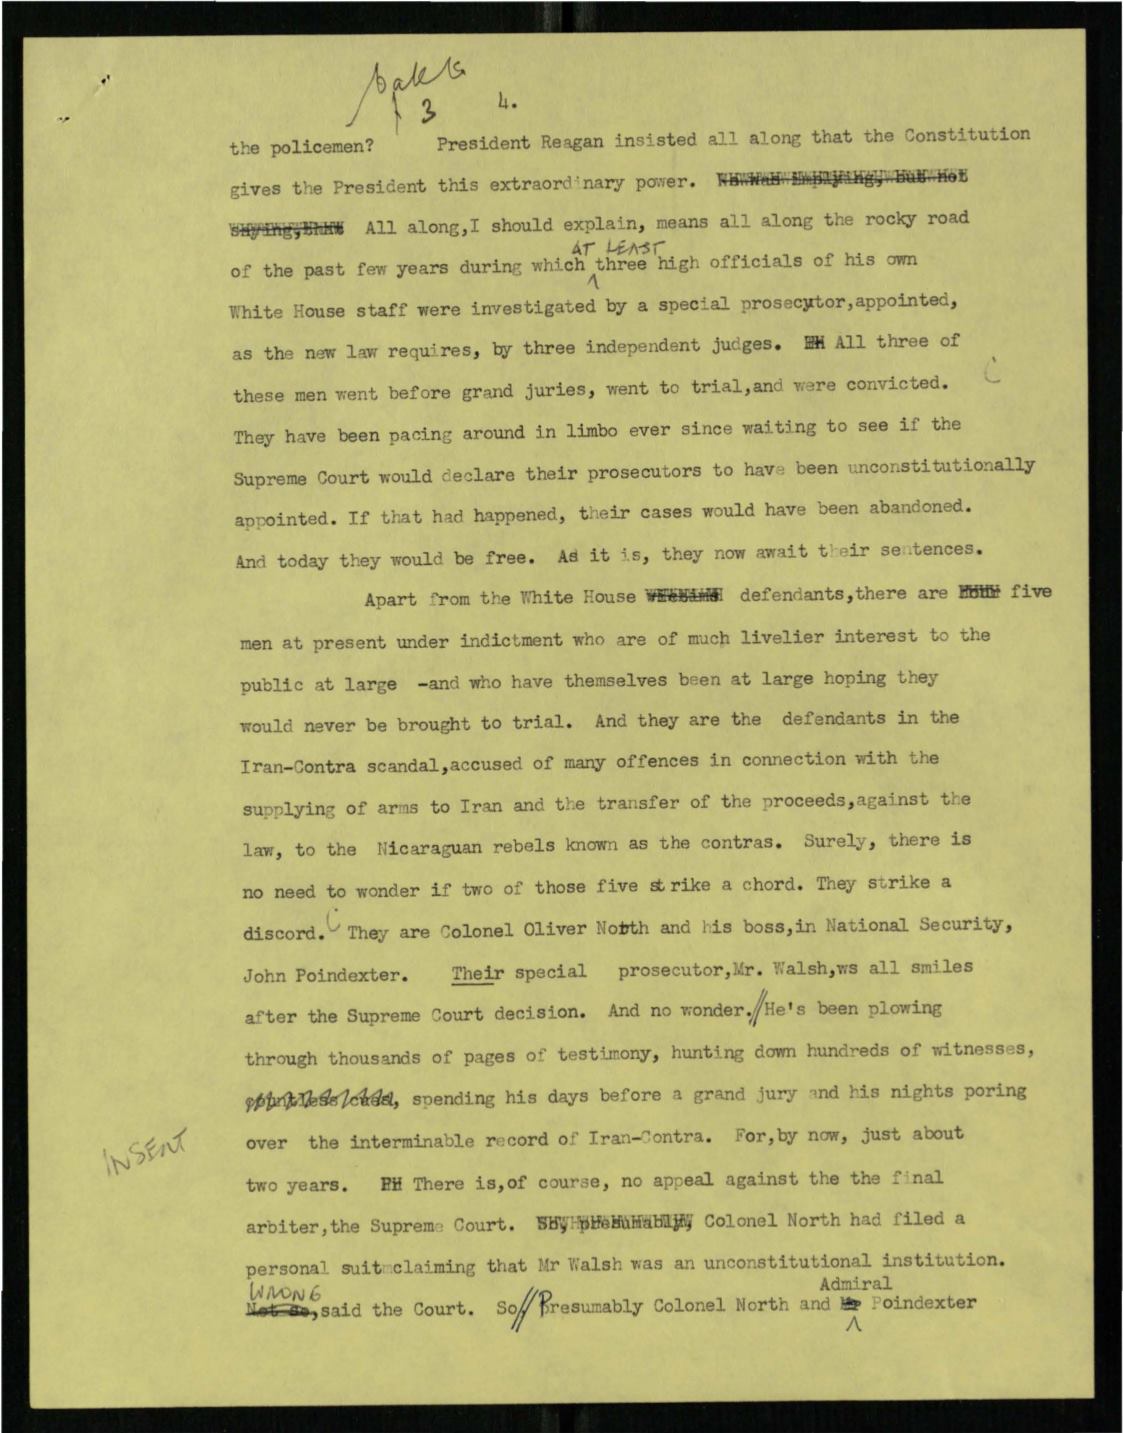 3 4.
the policemen? President Reagan insisted all along that the Constitution
gives the President this extraordinary power. He was implying, but not
saying, that All along,I should explain, means all along the rocky road
AT LEAST
of the past few years during which three high officials of his own
White House staff were investigated by a special prosecutor,appointed,
as the new law requires, by three independent judges. All three of
these men went before grand juries, went to trial,and were convicted.
They have been pacing around in limbo ever since waiting to see if the
Supreme Court would declare their prosecutors to have been unconstitutionally
appointed. If that had happened, their cases would have been abandoned.
And today they would be free. As it is, they now await their sentences.
Apart from the White House defendants,there are four five
men at present under indictment who are of much livelier interest to the
public at large -and who have themselves been at large hoping they
would never be brought to trial. And they are the defendants in the
Iran-Contra scandal,accused of many offences in connection with the
supplying of arms to Iran and the transfer of the proceeds,against the
law, to the Nicaraguan rebels known as the contras. Surely, there is
no need to wonder if two of those five strike a chord. They strike a
discord. They are Colonel Oliver North and his boss,in National Security,
John Poindexter. Their special prosecutor,Mr. Walsh,ws all smiles
after the Supreme Court decision. And no wonder.//He's been plowing
through thousands of pages of testimony, hunting down hundreds of witnesses,
spending his days before a grand jury and his nights poring
over the interminable record of Iran-Contra. For,by now, just about
INSERT
two years. There is,of course, no appeal against the the final
arbiter,the Supreme Court. So, presumably, Colonel North had filed a
personal suit claiming that Mr Walsh was an unconstitutional institution.
WRONG Admiral
Not so,said the Court. So//Presumably Colonel North and Mr Poindexter